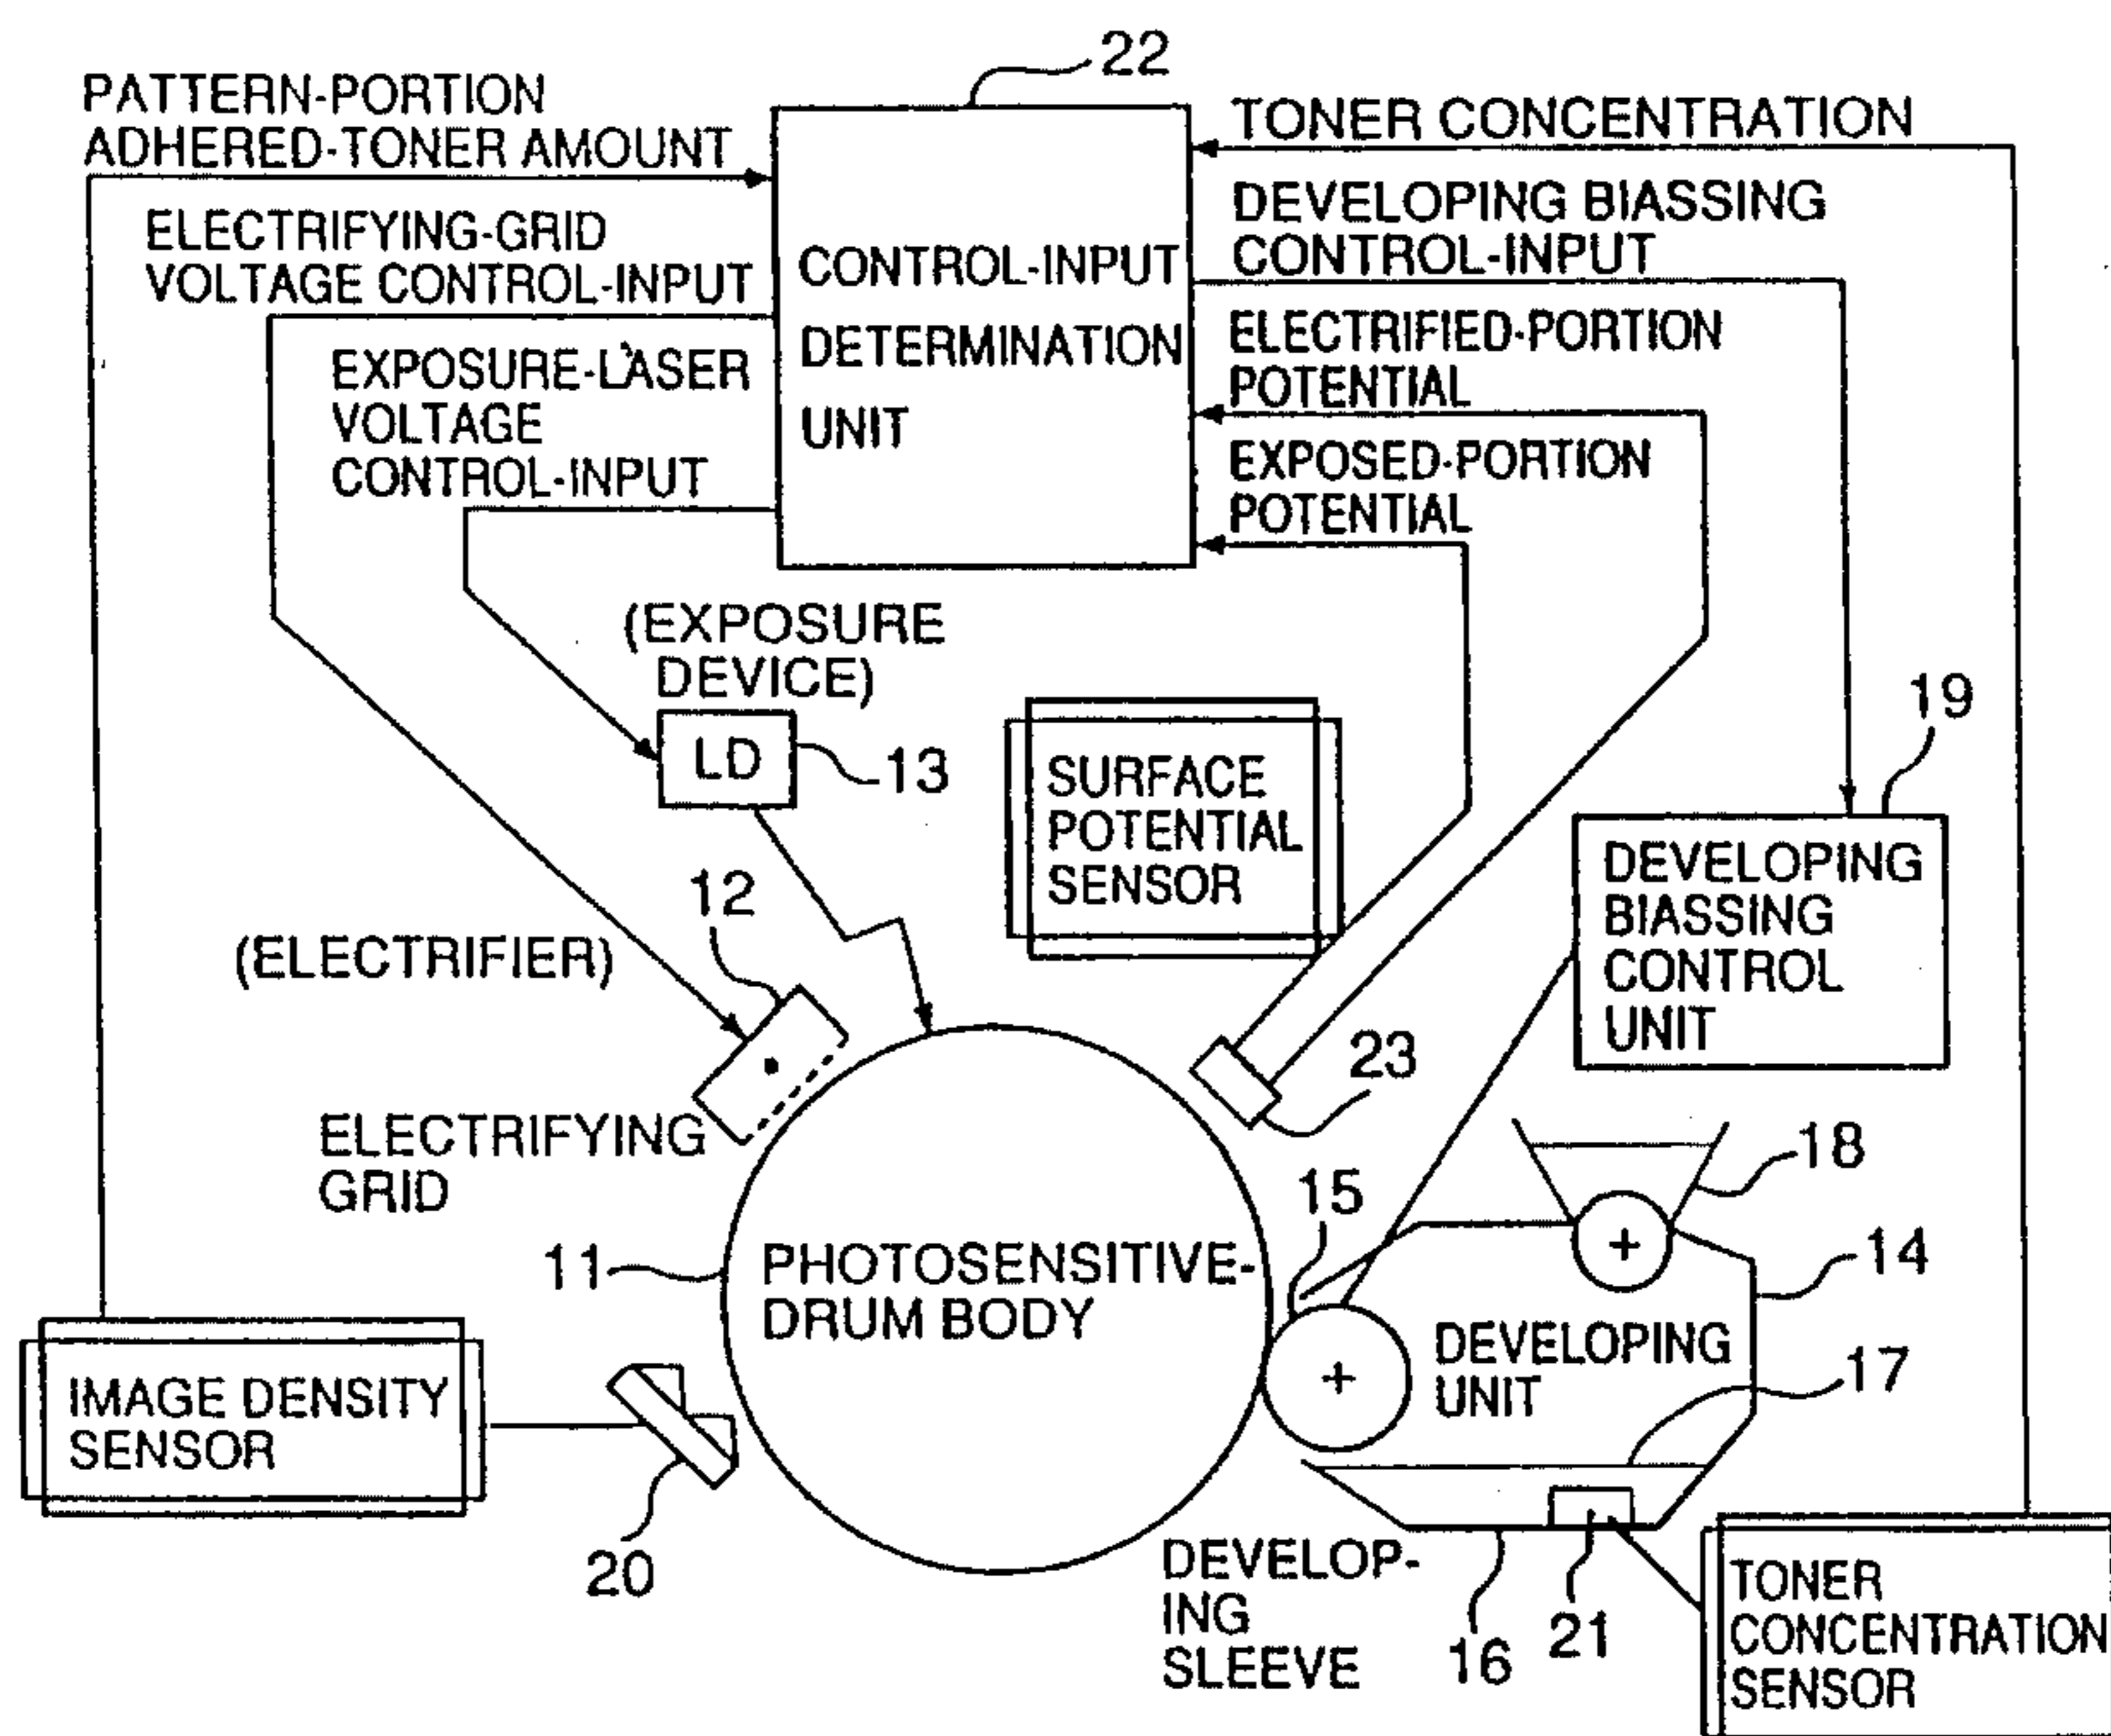 22
PATTERN-PORTION
ADHERED-TONER AMOUNT
TONER CONCENTRATION
ELECTRIFYING-GRID
VOLTAGE CONTROL-INPUT
DEVELOPING BIASSING
CONTROL-INPUT
CONTROL-INPUT
DETERMINATION
UNIT
EXPOSURE-LASER
VOLTAGE
CONTROL-INPUT
ELECTRIFIED-PORTION
POTENTIAL
EXPOSED-PORTION
POTENTIAL
(EXPOSURE
DEVICE)
LD
13
SURFACE
POTENTIAL
SENSOR
19
DEVELOPING
BIASSING
CONTROL
UNIT
12
(ELECTRIFIER)
ELECTRIFYING
GRID
23
18
15
14
11
PHOTOSENSITIVE-
DRUM BODY
DEVELOPING
UNIT
17
IMAGE DENSITY
SENSOR
20
DEVELOP-
ING
SLEEVE
16
21
TONER
CONCENTRATION
SENSOR